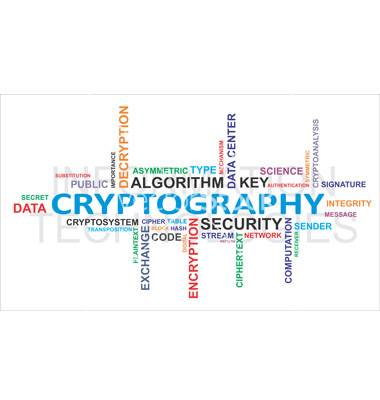 DECRYPTION
IMPORTANCE
MECHANISM
DATA CENTER
SYMMETRIC
CRYPTOANALYSIS
SUBSTITUTION
ASYMMETRIC
TYPE
SCIENCE
PUBLIC
ALGORITHM
KEY
AUTHENTICATION
SIGNATURE
SECRET
DATA
CRYPTOGRAPHY
INTEGRITY
MESSAGE
CRYPTOSYSTEM
CIPHER
TABLE
SECURITY
SENDER
TRANSPOSITION
BLOCK
HASH
CODE
STREAM
NETWORK
PLAINTEXT
EXCHANGE
DIGITAL
ENCRYPTION
CIPHERTEXT
COMPUTATION
RECEIVER
INFORMATION
TECHNOLOGIES